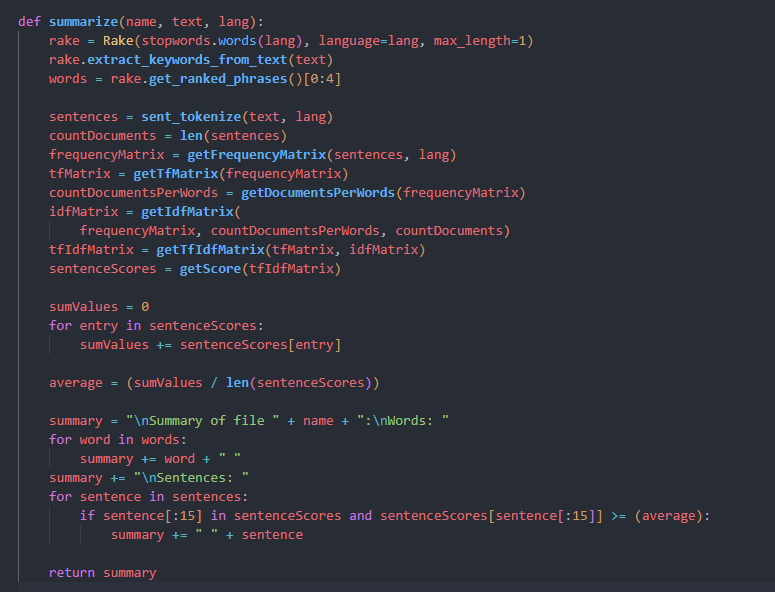 def summarize(name, text, lang):
    rake = Rake(stopwords.words(lang), language=lang, max_length=1)
    rake.extract_keywords_from_text(text)
    words = rake.get_ranked_phrases()[0:4]

    sentences = sent_tokenize(text, lang)
    countDocuments = len(sentences)
    frequencyMatrix = getFrequencyMatrix(sentences, lang)
    tfMatrix = getTfMatrix(frequencyMatrix)
    countDocumentsPerWords = getDocumentsPerWords(frequencyMatrix)
    idfMatrix = getIdfMatrix(
        frequencyMatrix, countDocumentsPerWords, countDocuments)
    tfIdfMatrix = getTfIdfMatrix(tfMatrix, idfMatrix)
    sentenceScores = getScore(tfIdfMatrix)

    sumValues = 0
    for entry in sentenceScores:
        sumValues += sentenceScores[entry]

    average = (sumValues / len(sentenceScores))

    summary = "\nSummary of file " + name + ":\nWords: "
    for word in words:
        summary += word + " "
    summary += "\nSentences: "
    for sentence in sentences:
        if sentence[:15] in sentenceScores and sentenceScores[sentence[:15]] >= (average):
            summary += " " + sentence

    return summary